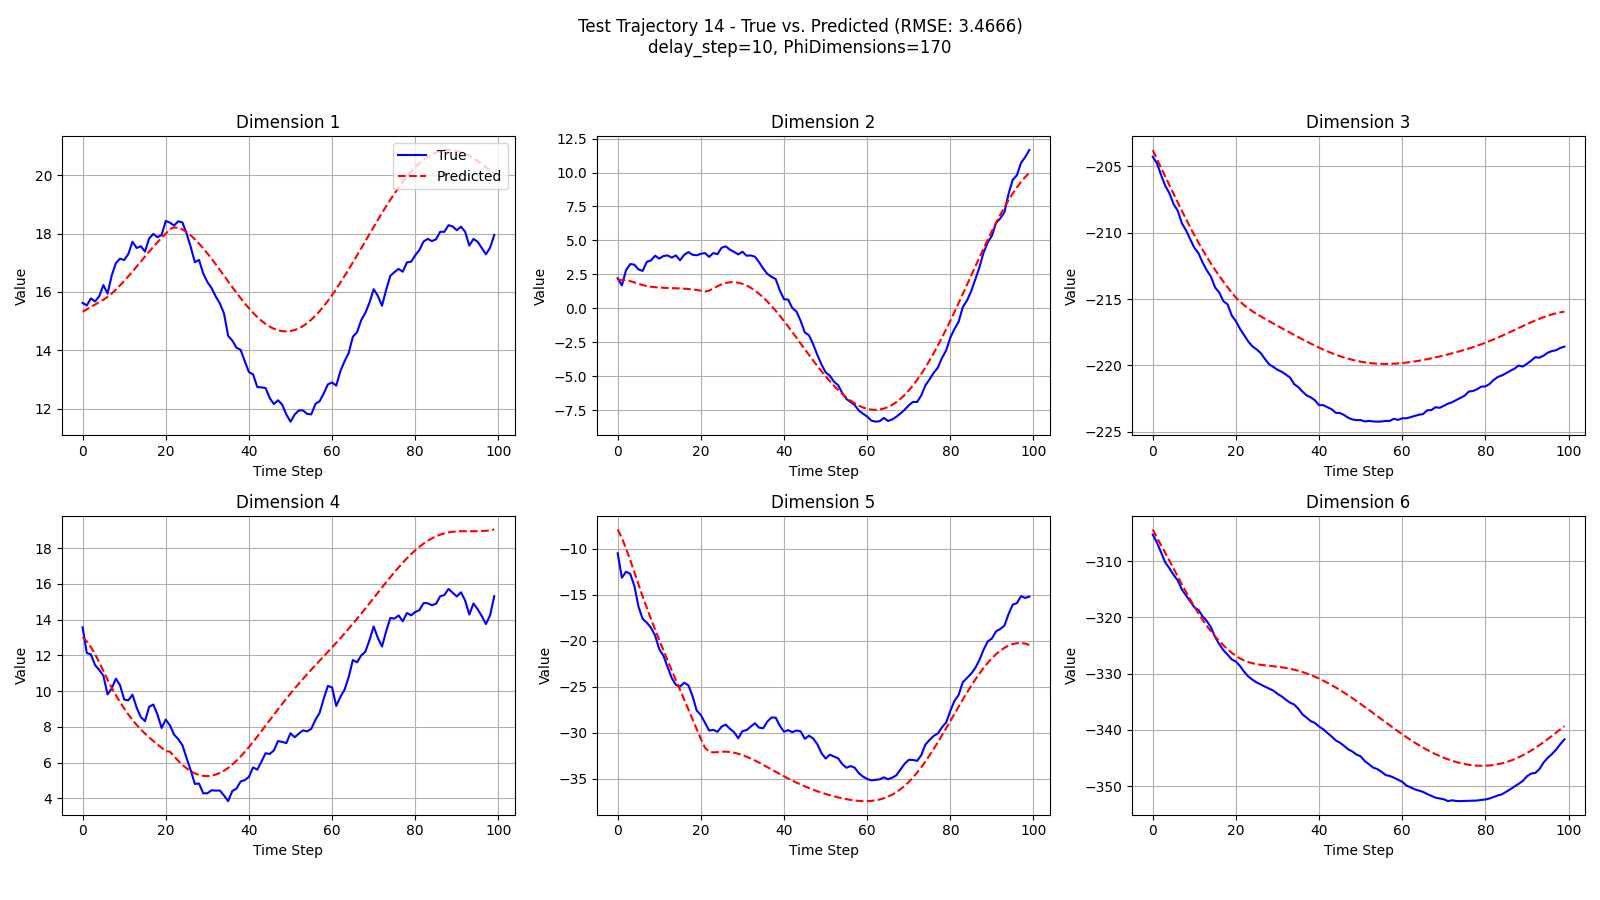 Test Trajectory 14 - True vs. Predicted (RMSE: 3.4666)
delay_step=10, PhiDimensions=170
Dimension 1
True
Predicted
20
18
16
14
12
Value
0 20 40 60 80 100
Time Step
Dimension 2
12.5
10.0
7.5
5.0
2.5
0.0
−2.5
−5.0
−7.5
Value
0 20 40 60 80 100
Time Step
Dimension 3
−205
−210
−215
−220
−225
Value
0 20 40 60 80 100
Time Step
Dimension 4
18
16
14
12
10
8
6
4
Value
0 20 40 60 80 100
Time Step
Dimension 5
−10
−15
−20
−25
−30
−35
Value
0 20 40 60 80 100
Time Step
Dimension 6
−310
−320
−330
−340
−350
Value
0 20 40 60 80 100
Time Step